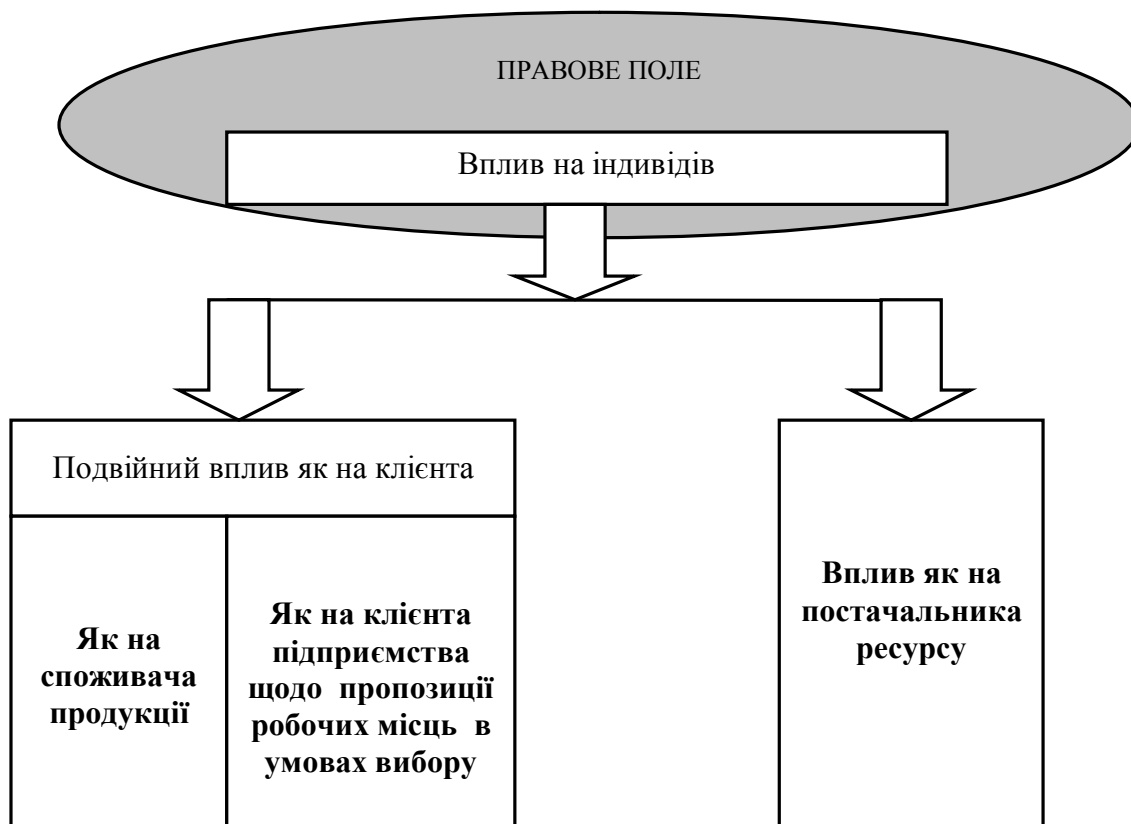 ПРАВОВЕ ПОЛЕ
Вплив на індивідів
Подвійний вплив як на клієнта
Як на
споживача
продукції
Як на клієнта
підприємства
щодо пропозиції
робочих місць в
умовах вибору
Вплив як на
постачальника
ресурсу